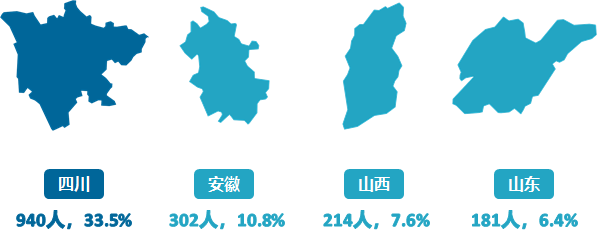 四川 安徽 山西 山东
940人，33.5% 302人，10.8% 214人，7.6% 181人，6.4%